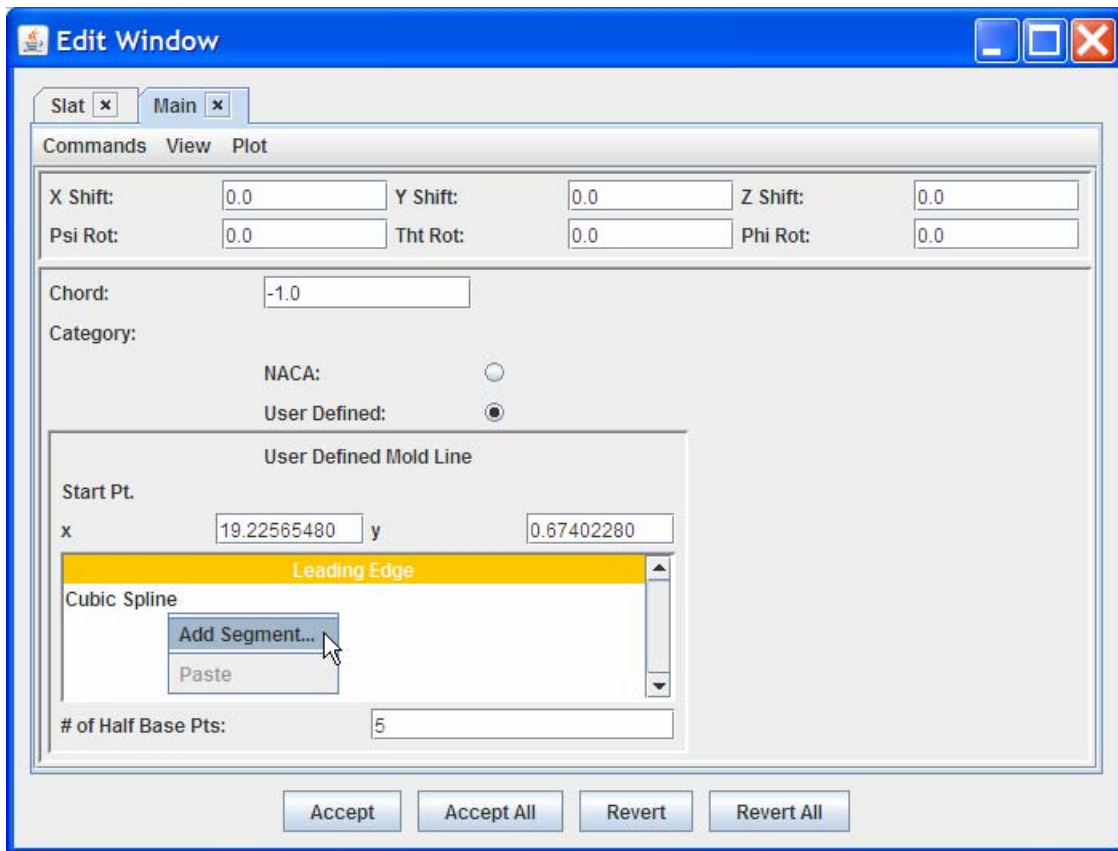 Edit Window
Slat Main
Commands View Plot
X Shift: 0.0 Y Shift: 0.0 Z Shift: 0.0
Psi Rot: 0.0 Tht Rot: 0.0 Phi Rot: 0.0
Chord: -1.0
Category:
NACA:
User Defined:
User Defined Mold Line
Start Pt.
x 19.22565480 y 0.67402280
Leading Edge
Cubic Spline
Add Segment...
Paste
# of Half Base Pts: 5
Accept Accept All Revert Revert All